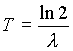 T = ln 2 / λ